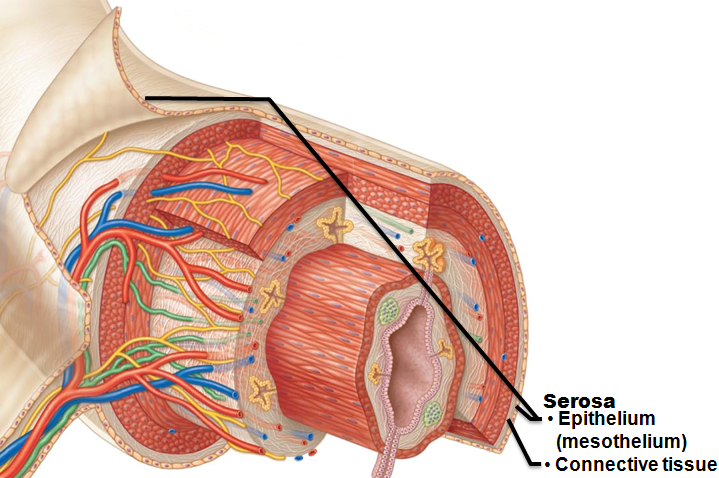 Serosa
• Epithelium
(mesothelium)
• Connective tissue